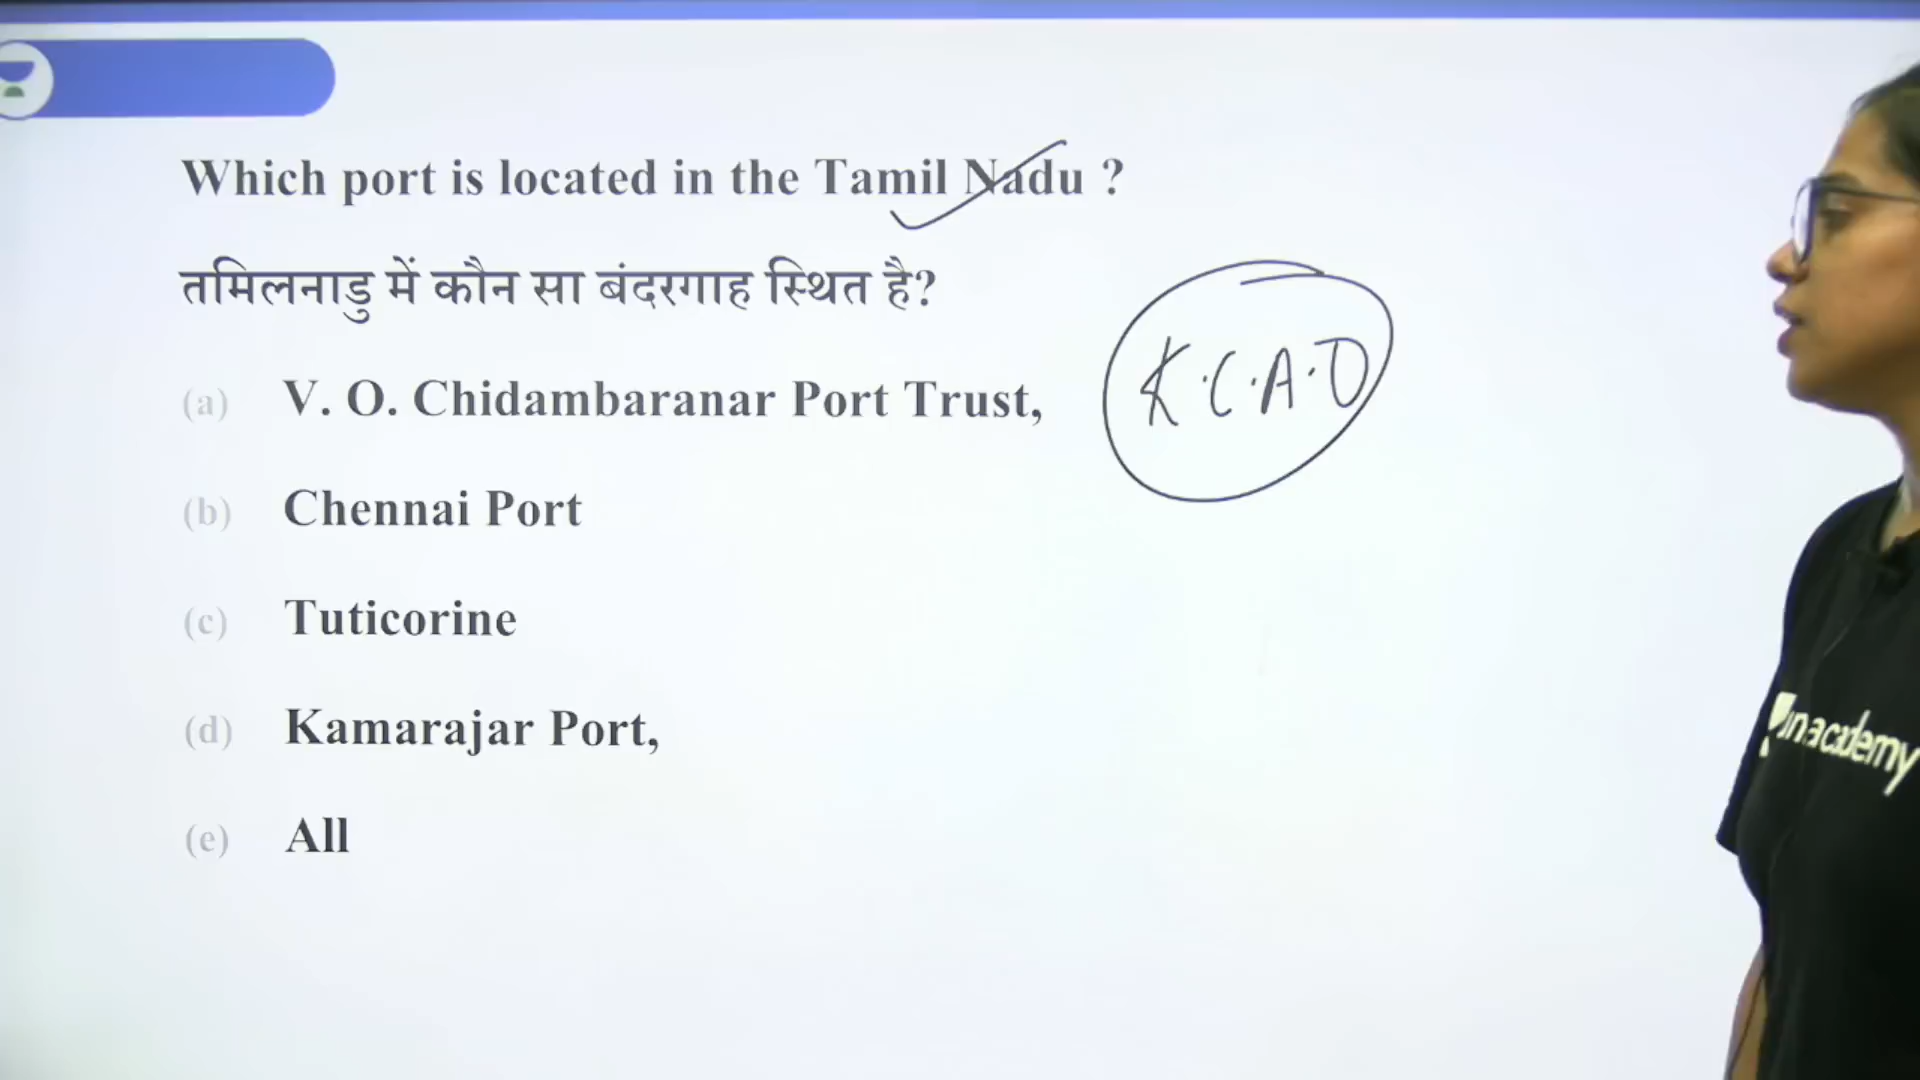 Which port is located in the Tamil Nadu ?
तमिलनाडु में कौन सा बंदरगाह स्थित है?
(a) V. O. Chidambaranar Port Trust,
K.C.A.D
(b) Chennai Port
(c) Tuticorine
(d) Kamarajar Port,
(e) All
unacademy